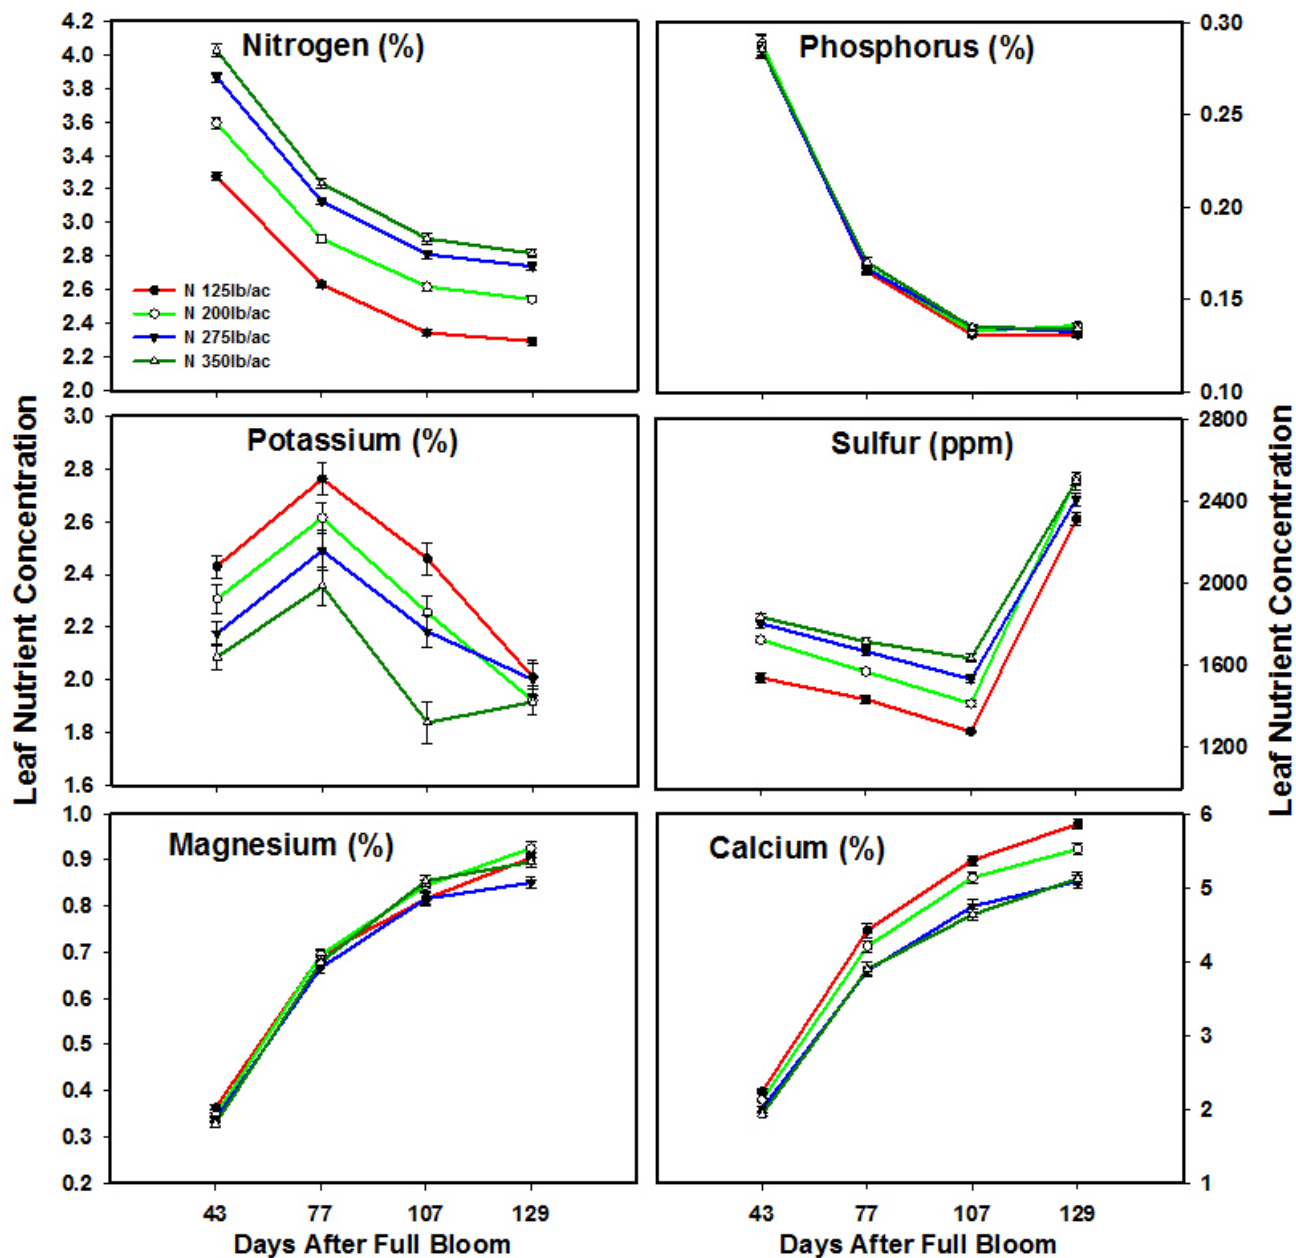 Nitrogen (%)
4.2
4.0
3.8
3.6
3.4
3.2
3.0
2.8
2.6
2.4
2.2
2.0
N 125lb/ac
N 200lb/ac
N 275lb/ac
N 350lb/ac
Phosphorus (%)
0.30
0.25
0.20
0.15
0.10
Leaf Nutrient Concentration
Potassium (%)
3.0
2.8
2.6
2.4
2.2
2.0
1.8
1.6
Sulfur (ppm)
2800
2400
2000
1600
1200
Leaf Nutrient Concentration
Magnesium (%)
1.0
0.9
0.8
0.7
0.6
0.5
0.4
0.3
0.2
43 77 107 129
Days After Full Bloom
Calcium (%)
6
5
4
3
2
1
43 77 107 129
Days After Full Bloom